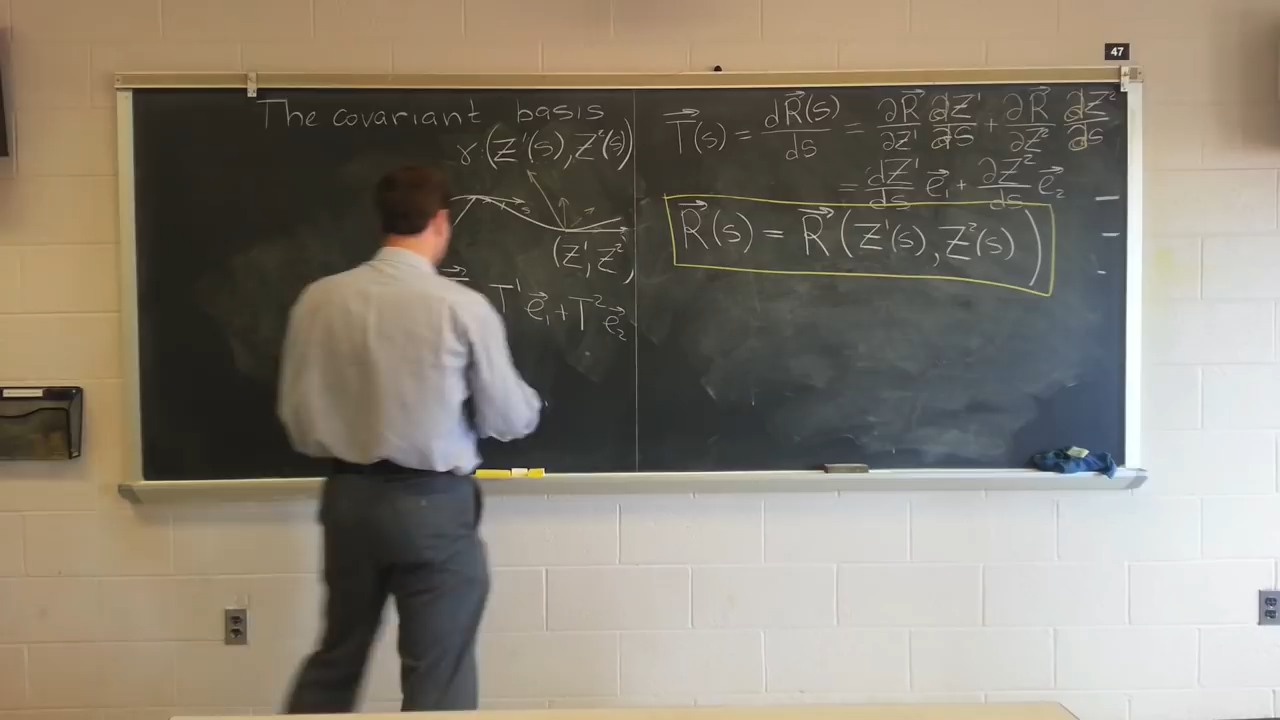 The covariant basis
γ:(Z¹(s),Z²(s))
s
(Z¹,Z²)
T¹e⃗₁+T²e⃗₂
T⃗(s) = dR⃗(s)/ds = ∂R⃗/∂Z¹ dZ¹/ds + ∂R⃗/∂Z² dZ²/ds
= dZ¹/ds e⃗₁ + ∂Z²/ds e⃗₂
R⃗(s) = R⃗(Z¹(s),Z²(s))
47